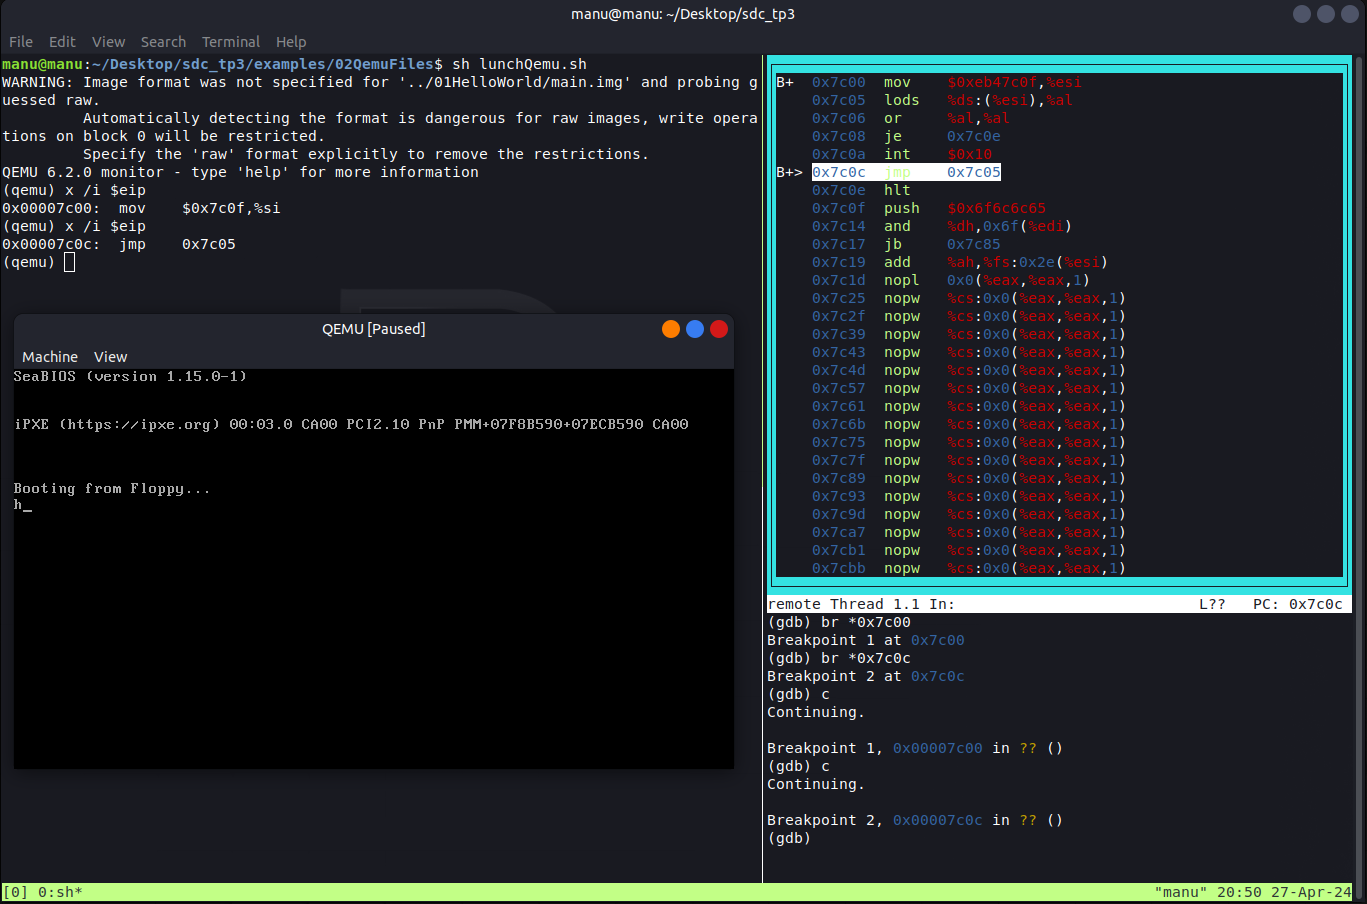 manu@manu: ~/Desktop/sdc_tp3
File Edit View Search Terminal Help
manu@manu:~/Desktop/sdc_tp3/examples/02QemuFiles$ sh lunchQemu.sh
WARNING: Image format was not specified for '../01HelloWorld/main.img' and probing g
uessed raw.
         Automatically detecting the format is dangerous for raw images, write opera
tions on block 0 will be restricted.
         Specify the 'raw' format explicitly to remove the restrictions.
QEMU 6.2.0 monitor - type 'help' for more information
(qemu) x /i $eip
0x00007c00:  mov    $0x7c0f,%si
(qemu) x /i $eip
0x00007c0c:  jmp    0x7c05
(qemu)
QEMU [Paused]
Machine View
SeaBIOS (version 1.15.0-1)
iPXE (https://ipxe.org) 00:03.0 CA00 PCI2.10 PnP PMM+07F8B590+07ECB590 CA00
Booting from Floppy...
h_
B+  0x7c00  mov    $0xeb47c0f,%esi
0x7c05  lods   %ds:(%esi),%al
0x7c06  or     %al,%al
0x7c08  je     0x7c0e
0x7c0a  int    $0x10
B+> 0x7c0c  jmp    0x7c05
0x7c0e  hlt
0x7c0f  push   $0x6f6c6c65
0x7c14  and    %dh,0x6f(%edi)
0x7c17  jb     0x7c85
0x7c19  add    %ah,%fs:0x2e(%esi)
0x7c1d  nopl   0x0(%eax,%eax,1)
0x7c25  nopw   %cs:0x0(%eax,%eax,1)
0x7c2f  nopw   %cs:0x0(%eax,%eax,1)
0x7c39  nopw   %cs:0x0(%eax,%eax,1)
0x7c43  nopw   %cs:0x0(%eax,%eax,1)
0x7c4d  nopw   %cs:0x0(%eax,%eax,1)
0x7c57  nopw   %cs:0x0(%eax,%eax,1)
0x7c61  nopw   %cs:0x0(%eax,%eax,1)
0x7c6b  nopw   %cs:0x0(%eax,%eax,1)
0x7c75  nopw   %cs:0x0(%eax,%eax,1)
0x7c7f  nopw   %cs:0x0(%eax,%eax,1)
0x7c89  nopw   %cs:0x0(%eax,%eax,1)
0x7c93  nopw   %cs:0x0(%eax,%eax,1)
0x7c9d  nopw   %cs:0x0(%eax,%eax,1)
0x7ca7  nopw   %cs:0x0(%eax,%eax,1)
0x7cb1  nopw   %cs:0x0(%eax,%eax,1)
0x7cbb  nopw   %cs:0x0(%eax,%eax,1)
remote Thread 1.1 In: L?? PC: 0x7c0c
(gdb) br *0x7c00
Breakpoint 1 at 0x7c00
(gdb) br *0x7c0c
Breakpoint 2 at 0x7c0c
(gdb) c
Continuing.
Breakpoint 1, 0x00007c00 in ?? ()
(gdb) c
Continuing.
Breakpoint 2, 0x00007c0c in ?? ()
(gdb)
[0] 0:sh* "manu" 20:50 27-Apr-24